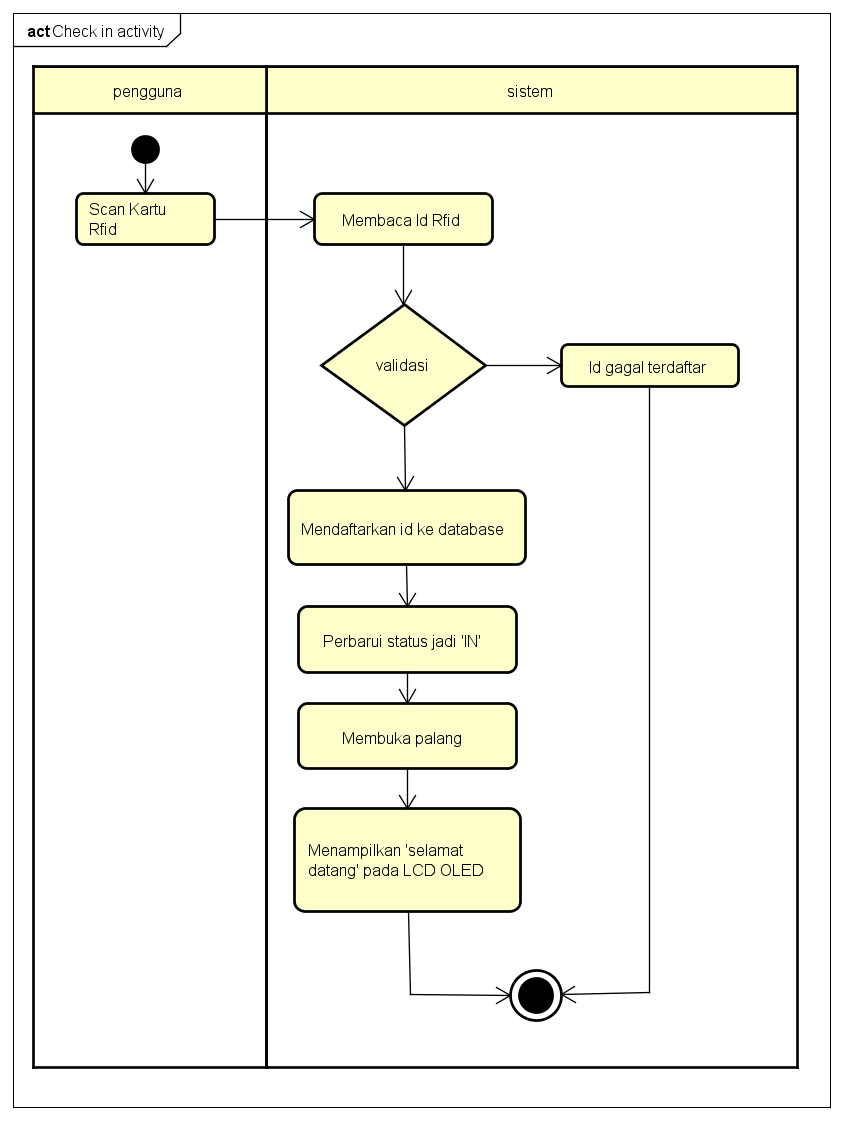 act Check in activity
pengguna
sistem
Scan Kartu
Rfid
Membaca Id Rfid
validasi
Id gagal terdaftar
Mendaftarkan id ke database
Perbarui status jadi 'IN'
Membuka palang
Menampilkan 'selamat
datang' pada LCD OLED